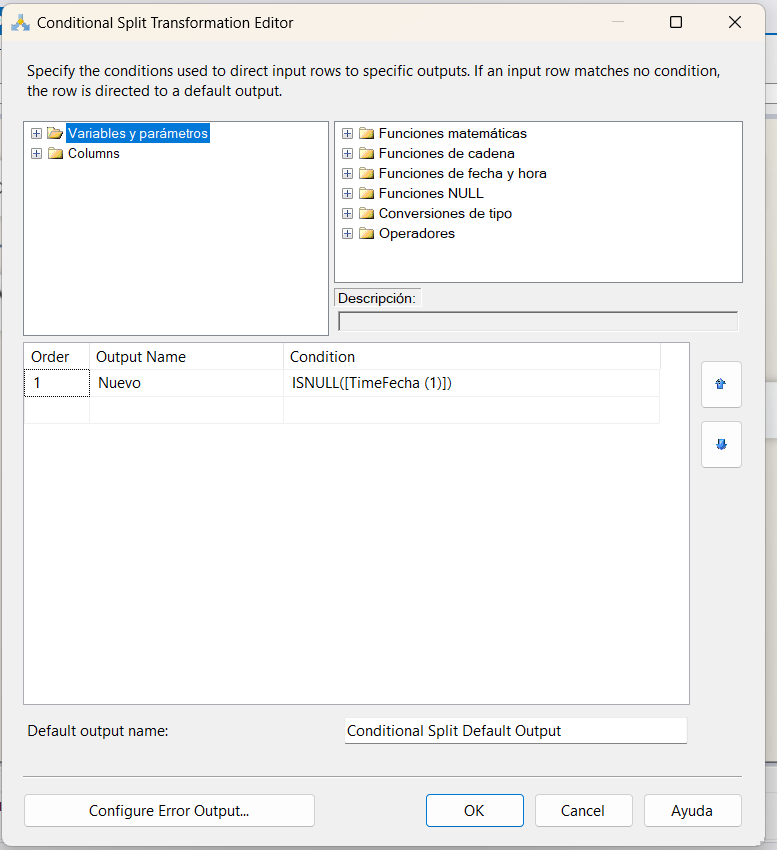 Conditional Split Transformation Editor
Specify the conditions used to direct input rows to specific outputs. If an input row matches no condition,
the row is directed to a default output.
Variables y parámetros
Columns
Funciones matemáticas
Funciones de cadena
Funciones de fecha y hora
Funciones NULL
Conversiones de tipo
Operadores
Descripción:
Order Output Name Condition
1 Nuevo ISNULL([TimeFecha (1)])
Default output name: Conditional Split Default Output
Configure Error Output... OK Cancel Ayuda